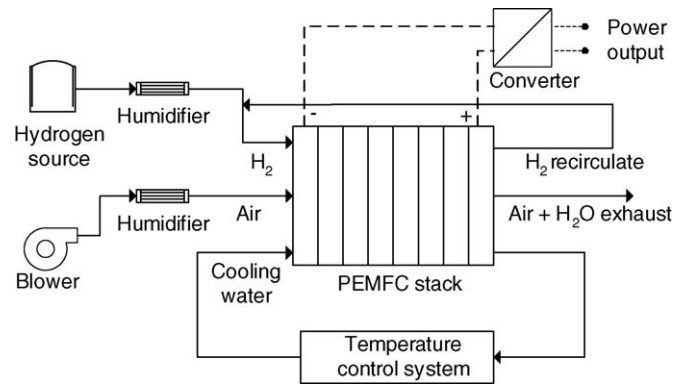 Power
output
Converter
Humidifier
Hydrogen
source
- +
H2
H2 recirculate
Humidifier
Air
Air + H2O exhaust
Blower
Cooling
water
PEMFC stack
Temperature
control system